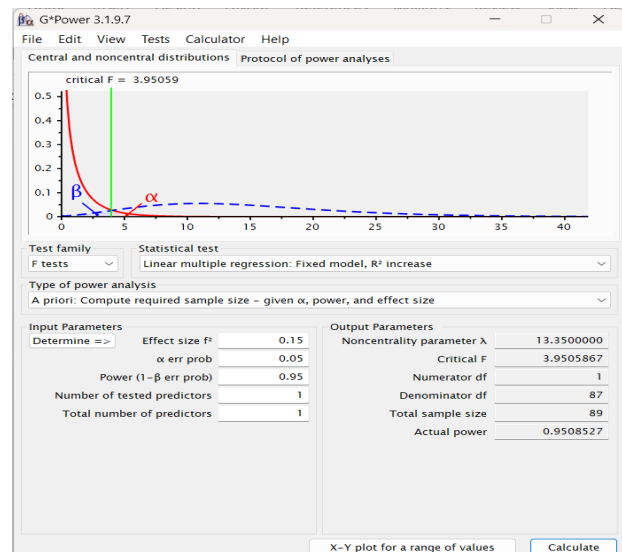 G*Power 3.1.9.7
File Edit View Tests Calculator Help
Central and noncentral distributions Protocol of power analyses
critical F = 3.95059
0.5
0.4
0.3
0.2
0.1
0
β α
0 5 10 15 20 25 30 35 40
Test family Statistical test
F tests Linear multiple regression: Fixed model, R² increase
Type of power analysis
A priori: Compute required sample size – given α, power, and effect size
Input Parameters Output Parameters
Determine => Effect size f² 0.15 Noncentrality parameter λ 13.3500000
α err prob 0.05 Critical F 3.9505867
Power (1-β err prob) 0.95 Numerator df 1
Number of tested predictors 1 Denominator df 87
Total number of predictors 1 Total sample size 89
Actual power 0.9508527
X-Y plot for a range of values Calculate